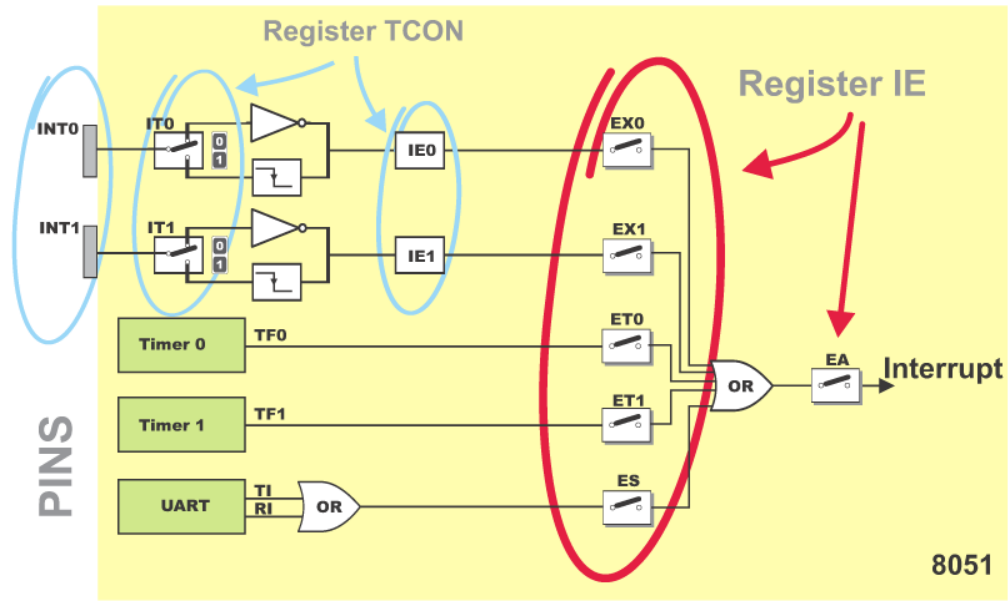 Register TCON
Register IE
INT0
IT0
0
1
IE0
EX0
INT1
IT1
0
1
IE1
EX1
Timer 0
TF0
ET0
OR
EA
Interrupt
Timer 1
TF1
ET1
PINS
UART
TI
RI
OR
ES
8051